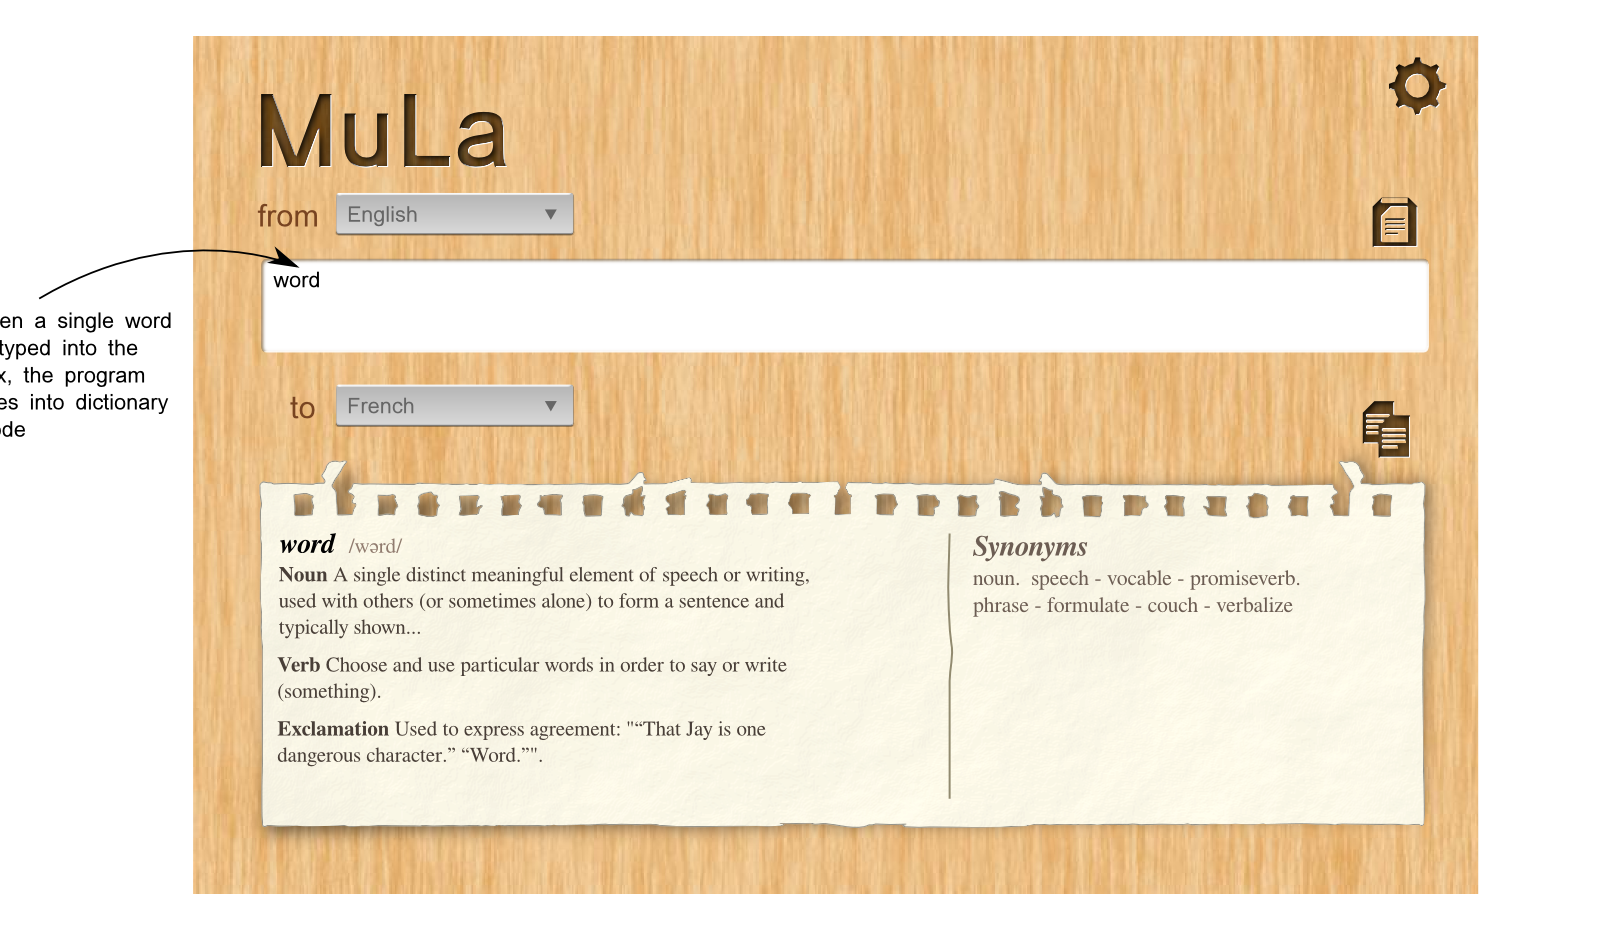 MuLa
from English
word
en a single word
typed into the
x, the program
es into dictionary
ode
to French
word /wərd/
Noun A single distinct meaningful element of speech or writing,
used with others (or sometimes alone) to form a sentence and
typically shown...
Verb Choose and use particular words in order to say or write
(something).
Exclamation Used to express agreement: "“That Jay is one
dangerous character.” “Word.”".
Synonyms
noun.  speech - vocable - promiseverb.
phrase - formulate - couch - verbalize